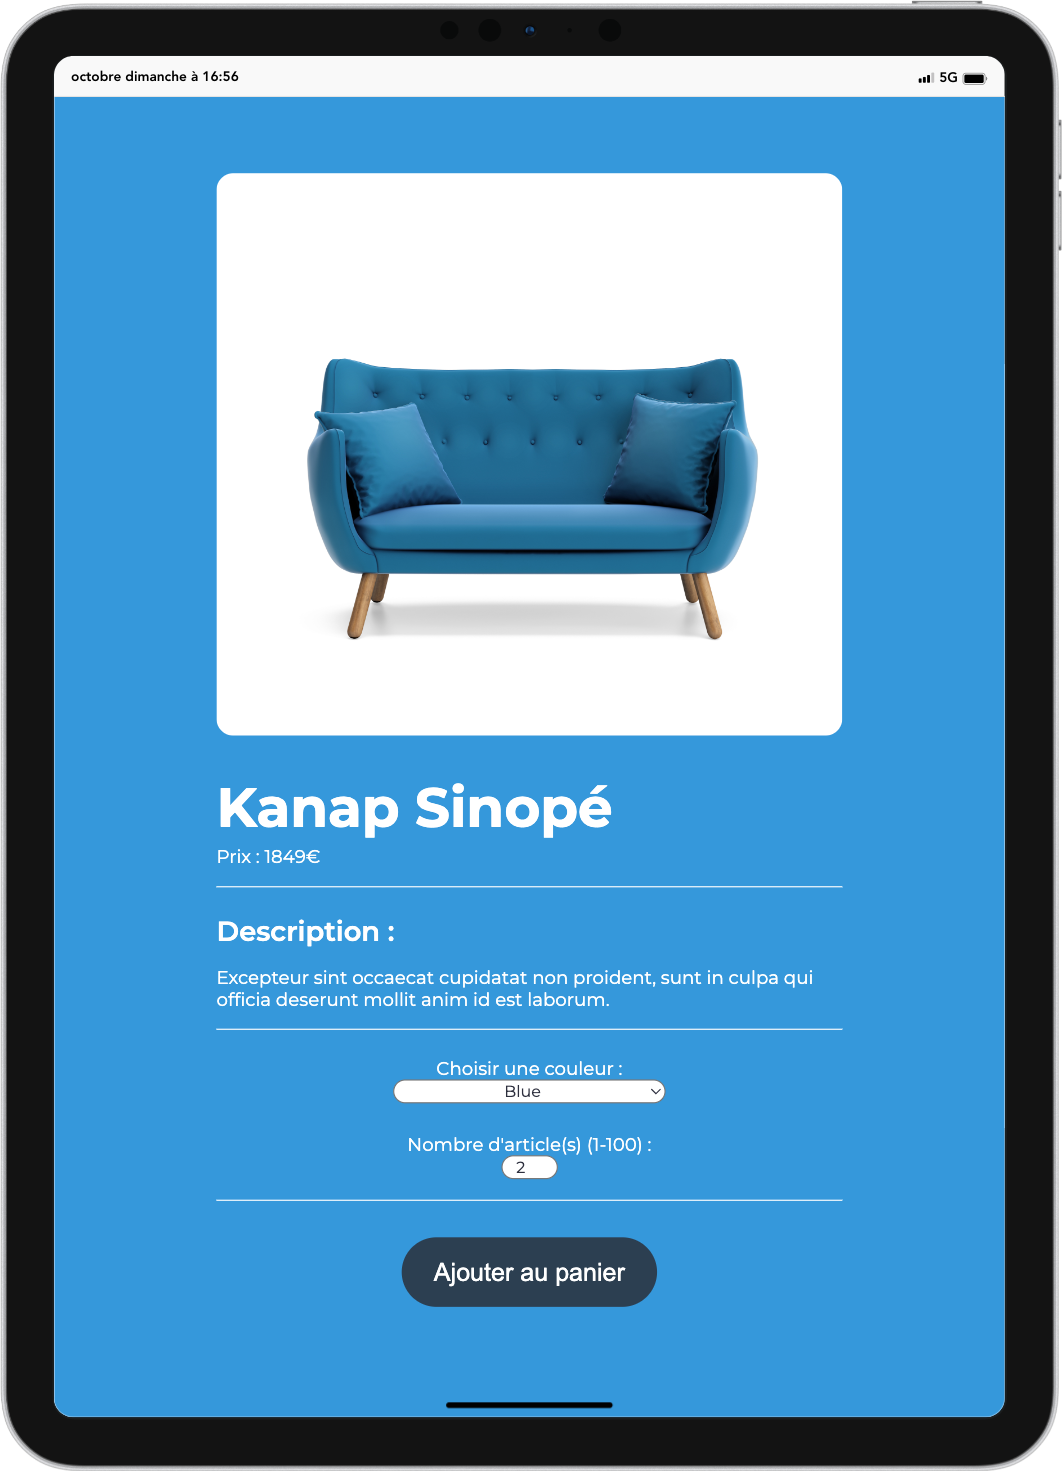 octobre dimanche à 16:56
5G
Kanap Sinopé
Prix : 1849€
Description :
Excepteur sint occaecat cupidatat non proident, sunt in culpa qui
officia deserunt mollit anim id est laborum.
Choisir une couleur :
Blue
Nombre d'article(s) (1-100) :
2
Ajouter au panier